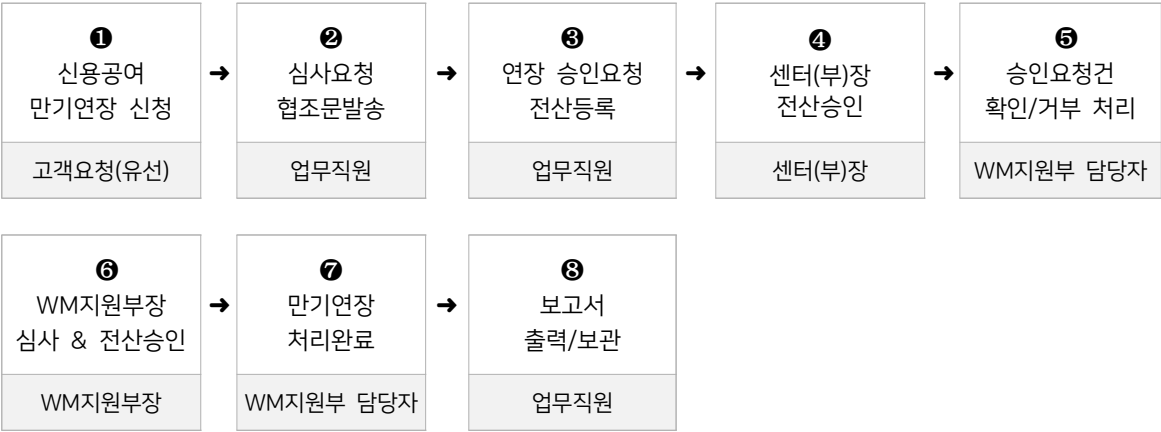 ❶
신용공여
만기연장 신청
고객요청(유선)
➜
❷
심사요청
협조문발송
업무직원
➜
❸
연장 승인요청
전산등록
업무직원
➜
❹
센터(부)장
전산승인
센터(부)장
➜
❺
승인요청건
확인/거부 처리
WM지원부 담당자
❻
WM지원부장
심사 & 전산승인
WM지원부장
➜
❼
만기연장
처리완료
WM지원부 담당자
➜
❽
보고서
출력/보관
업무직원